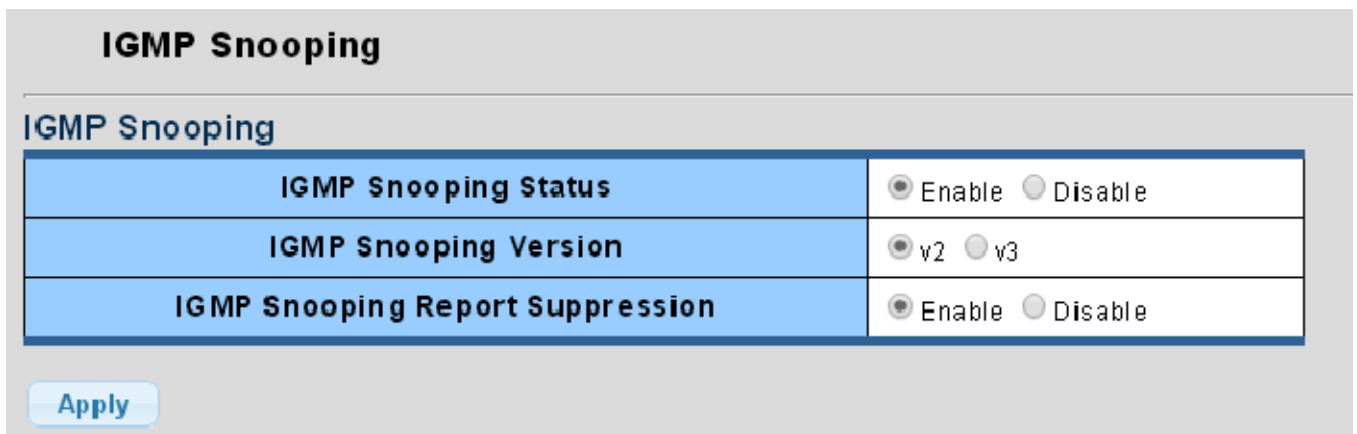 IGMP Snooping
IGMP Snooping
IGMP Snooping Status Enable Disable
IGMP Snooping Version v2 v3
IGMP Snooping Report Suppression Enable Disable
Apply